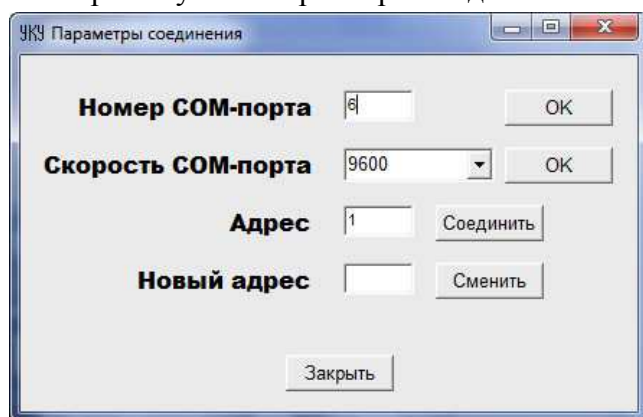 УКУ Параметры соединения
Номер COM-порта 6 OK
Скорость COM-порта 9600 OK
Адрес 1 Соединить
Новый адрес Сменить
Закрыть